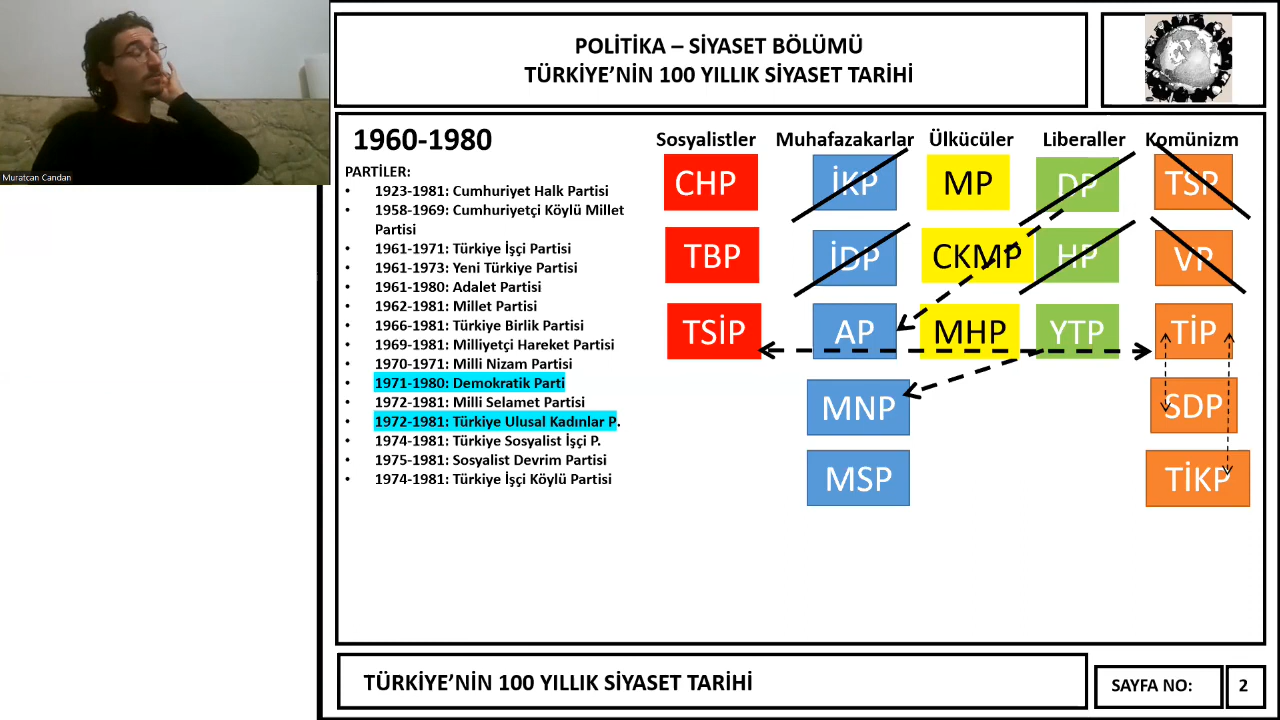 Muratcan Candan
POLİTİKA – SİYASET BÖLÜMÜ
TÜRKİYE'NİN 100 YILLIK SİYASET TARİHİ
1960-1980
PARTİLER:
• 1923-1981: Cumhuriyet Halk Partisi
• 1958-1969: Cumhuriyetçi Köylü Millet
Partisi
• 1961-1971: Türkiye İşçi Partisi
• 1961-1973: Yeni Türkiye Partisi
• 1961-1980: Adalet Partisi
• 1962-1981: Millet Partisi
• 1966-1981: Türkiye Birlik Partisi
• 1969-1981: Milliyetçi Hareket Partisi
• 1970-1971: Milli Nizam Partisi
• 1971-1980: Demokratik Parti
• 1972-1981: Milli Selamet Partisi
• 1972-1981: Türkiye Ulusal Kadınlar P.
• 1974-1981: Türkiye Sosyalist İşçi P.
• 1975-1981: Sosyalist Devrim Partisi
• 1974-1981: Türkiye İşçi Köylü Partisi
Sosyalistler Muhafazakarlar Ülkücüler Liberaller Komünizm
CHP İKP MP DP TSP
TBP İDP CKMP HP VP
TSİP AP MHP YTP TİP
MNP SDP
MSP TİKP
TÜRKİYE'NİN 100 YILLIK SİYASET TARİHİ
SAYFA NO: 2